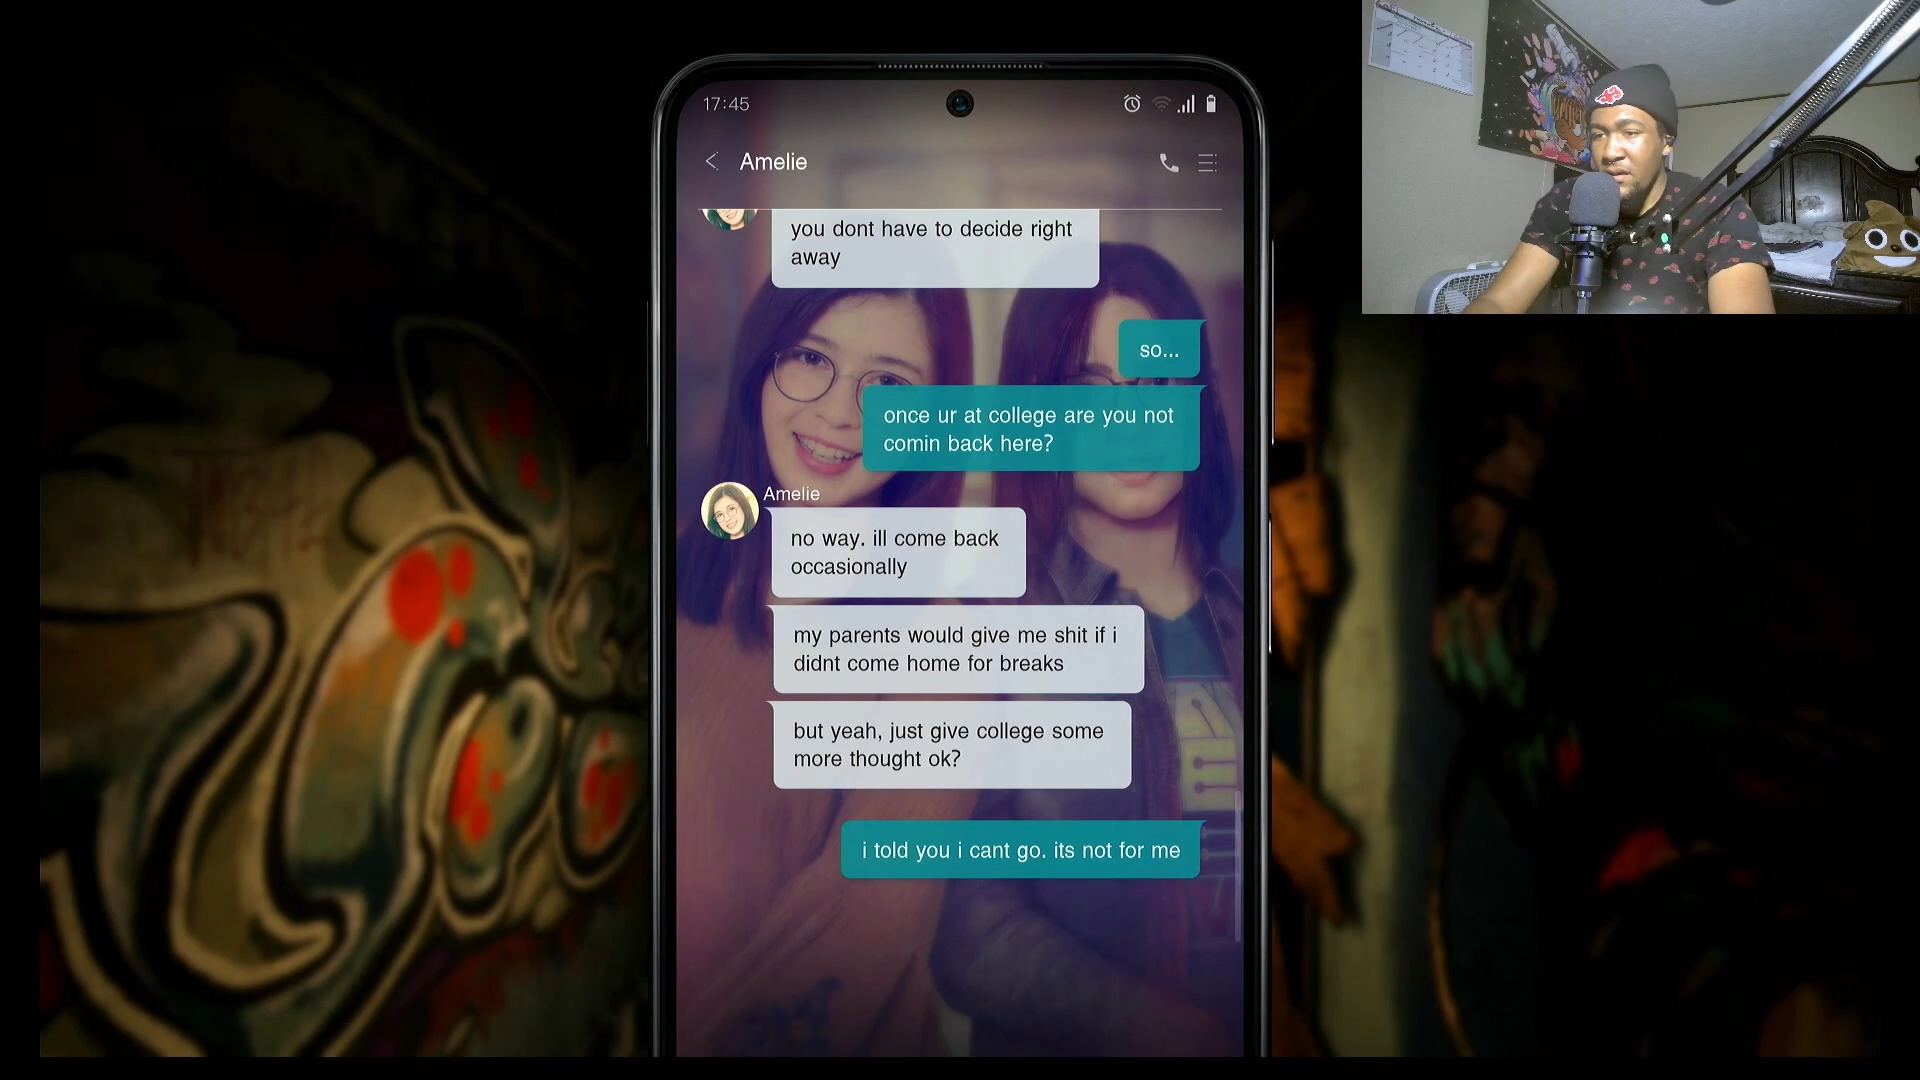 17:45
Amelie
you dont have to decide right
away
so...
once ur at college are you not
comin back here?
Amelie
no way. ill come back
occasionally
my parents would give me shit if i
didnt come home for breaks
but yeah, just give college some
more thought ok?
i told you i cant go. its not for me